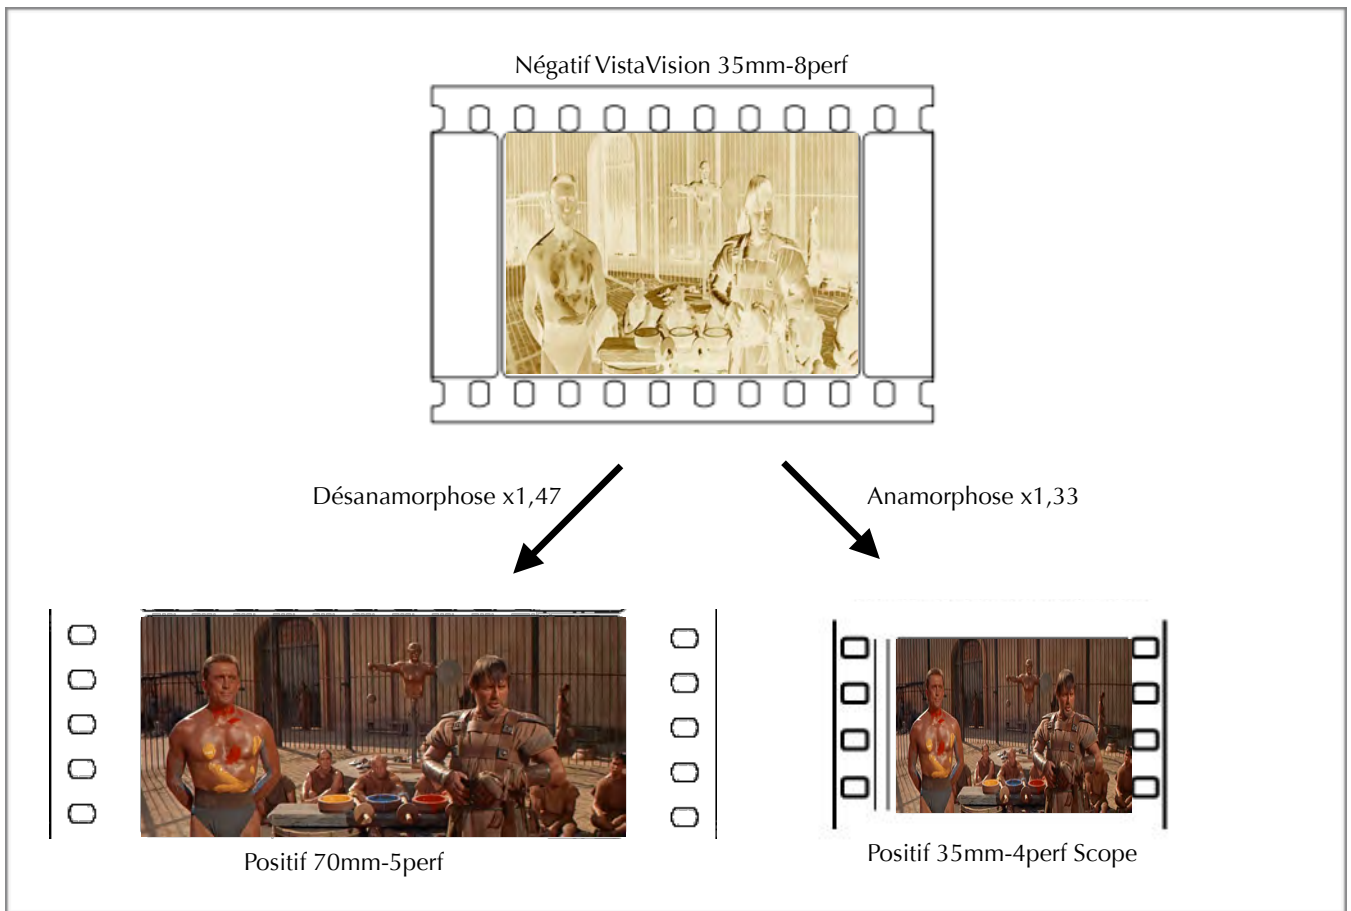 Négatif VistaVision 35mm-8perf
Désanamorphose x1,47
Anamorphose x1,33
Positif 70mm-5perf
Positif 35mm-4perf Scope